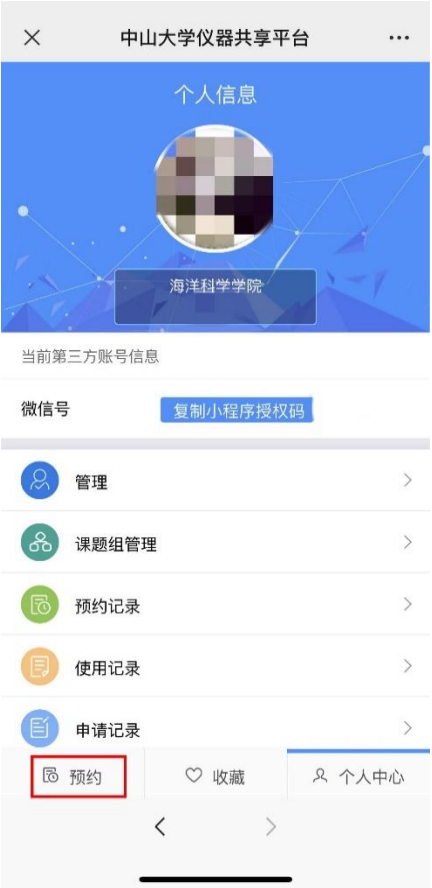 中山大学仪器共享平台
个人信息
海洋科学学院
当前第三方账号信息
微信号
复制小程序授权码
管理
课题组管理
预约记录
使用记录
申请记录
预约
收藏
个人中心